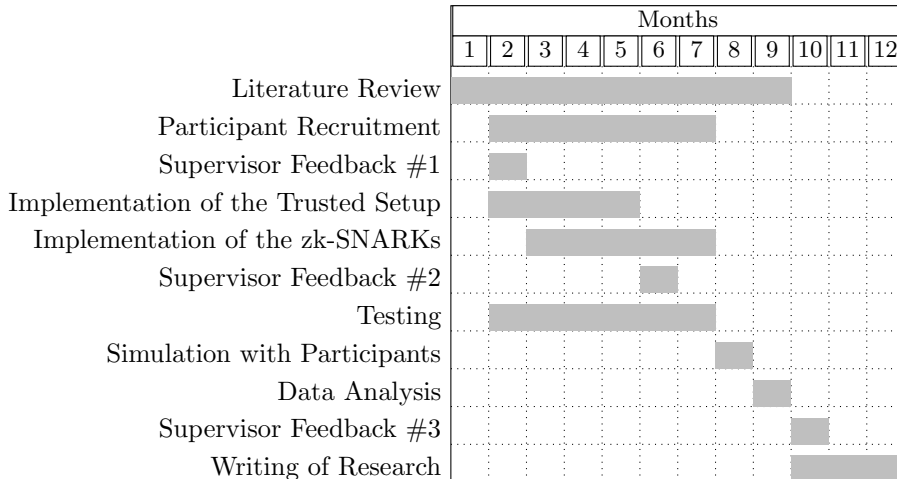 Months
1 2 3 4 5 6 7 8 9 10 11 12
Literature Review
Participant Recruitment
Supervisor Feedback #1
Implementation of the Trusted Setup
Implementation of the zk-SNARKs
Supervisor Feedback #2
Testing
Simulation with Participants
Data Analysis
Supervisor Feedback #3
Writing of Research